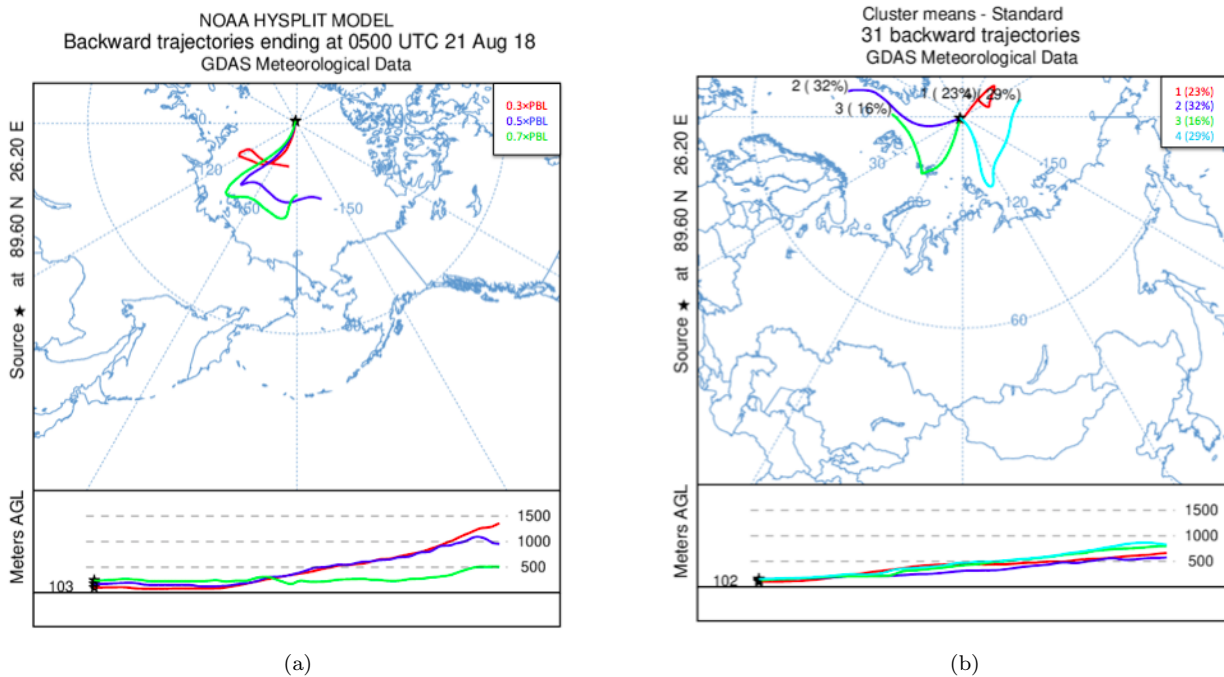 NOAA HYSPLIT MODEL
Backward trajectories ending at 0500 UTC 21 Aug 18
GDAS Meteorological Data
Source ★ at 89.60 N 26.20 E
0.3×PBL
0.5×PBL
0.7×PBL
-150
Meters AGL
1500
1000
500
103
(a)
Cluster means - Standard
31 backward trajectories
GDAS Meteorological Data
Source ★ at 89.60 N 26.20 E
2 ( 32%)
1 ( 23%)
3 ( 16%)
1 (23%)
2 (32%)
3 (16%)
4 (29%)
30
-150
120
60
Meters AGL
1500
1000
500
102
(b)